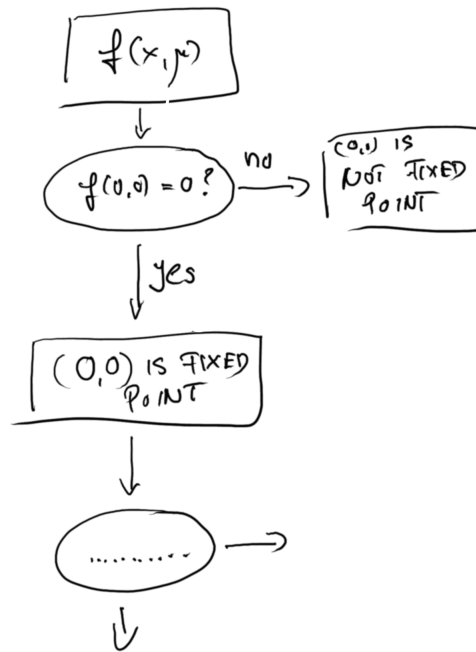 f(x,μ)
f(0,0)=0?
no
(0,0) IS
NOT FIXED
POINT
yes
(0,0) IS FIXED
POINT
...........